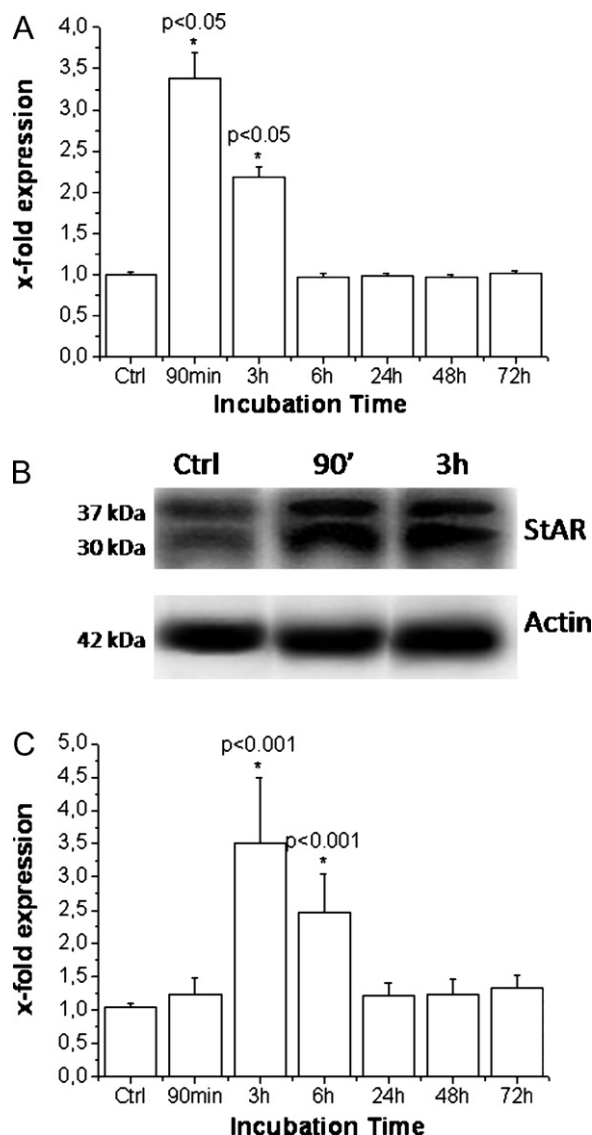 A
p<0.05
*
p<0.05
*
4,0
3,5
3,0
2,5
2,0
1,5
1,0
0,5
0,0
x-fold expression
Ctrl 90min 3h 6h 24h 48h 72h
Incubation Time
B
Ctrl 90' 3h
37 kDa
30 kDa
StAR
42 kDa
Actin
C
p<0.001
*
p<0.001
*
5,0
4,5
4,0
3,5
3,0
2,5
2,0
1,5
1,0
0,5
0,0
x-fold expression
Ctrl 90min 3h 6h 24h 48h 72h
Incubation Time